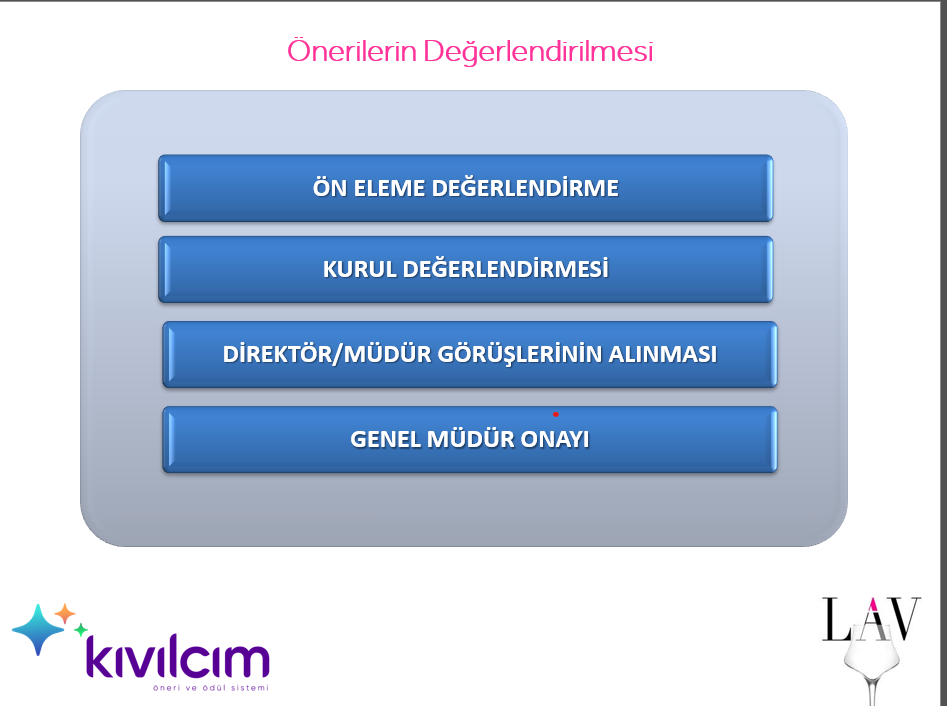 Önerilerin Değerlendirilmesi
ÖN ELEME DEĞERLENDİRME
KURUL DEĞERLENDİRMESİ
DİREKTÖR/MÜDÜR GÖRÜŞLERİNİN ALINMASI
GENEL MÜDÜR ONAYI
kıvılcım
öneri ve ödül sistemi
LAV